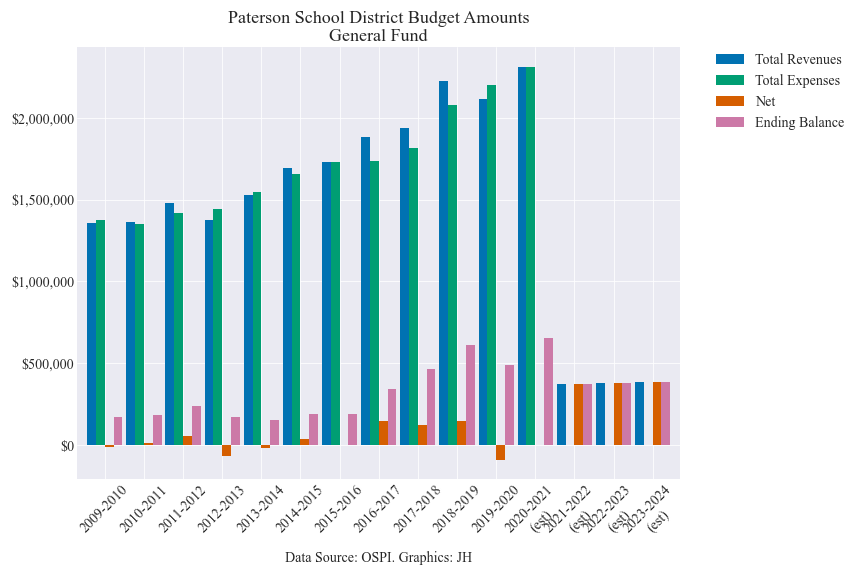 Paterson School District Budget Amounts
General Fund
Total Revenues
Total Expenses
Net
Ending Balance
$2,000,000
$1,500,000
$1,000,000
$500,000
$0
2009-2010
2010-2011
2011-2012
2012-2013
2013-2014
2014-2015
2015-2016
2016-2017
2017-2018
2018-2019
2019-2020
2020-2021
(est)
2021-2022
(est)
2022-2023
(est)
2023-2024
(est)
Data Source: OSPI. Graphics: JH